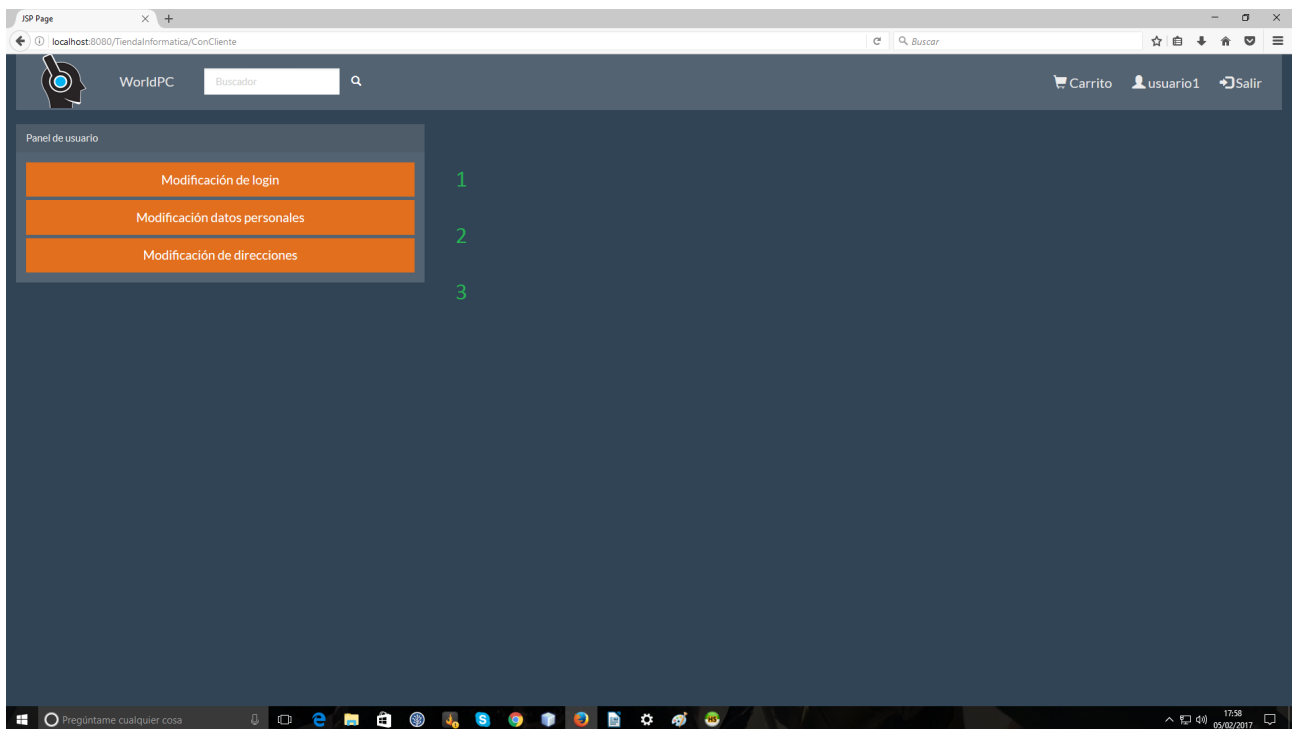 JSP Page
localhost:8080/TiendaInformatica/ConCliente
Buscar
WorldPC
Buscador
Carrito
usuario1
Salir
Panel de usuario
Modificación de login
1
Modificación datos personales
2
Modificación de direcciones
3
Pregúntame cualquier cosa
HS
17:58
05/02/2017